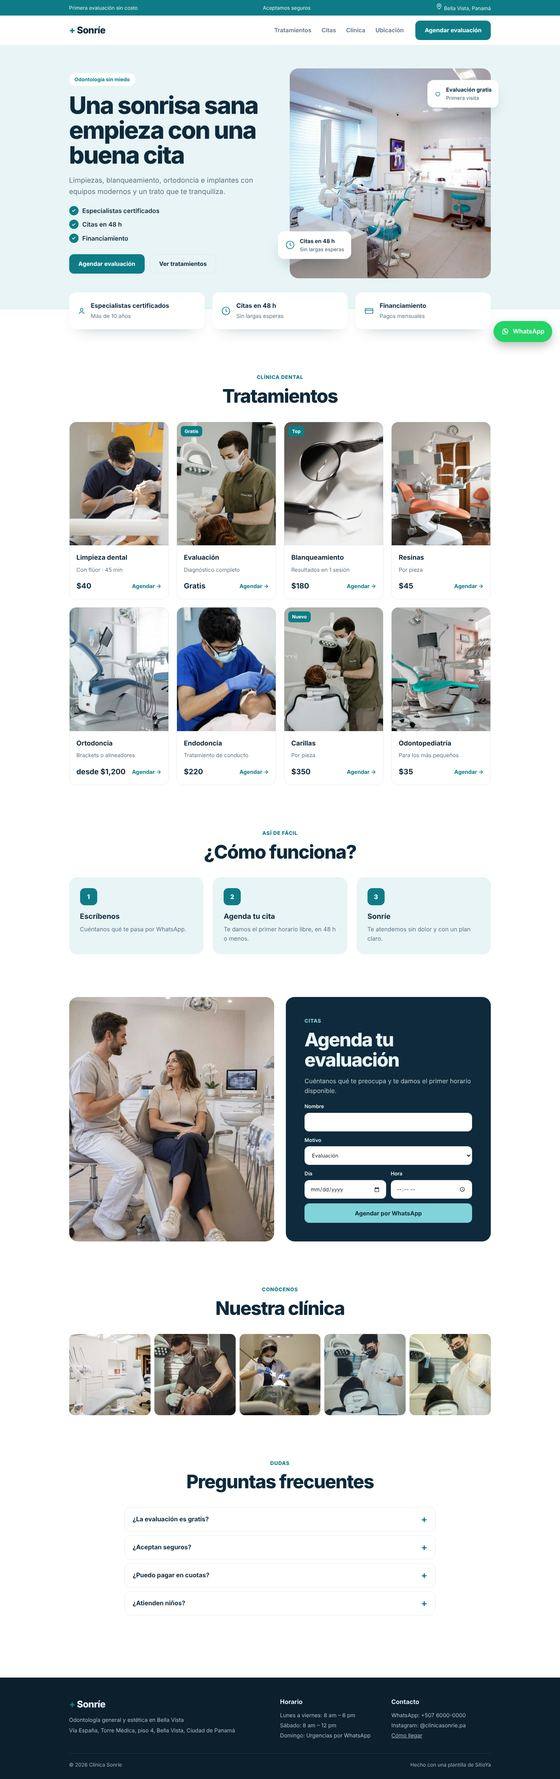 Primera evaluación sin costo
Aceptamos seguros
Bella Vista, Panamá
+ Sonríe
Tratamientos
Citas
Clínica
Ubicación
Agendar evaluación
Odontología sin miedo
Una sonrisa sana
empieza con una
buena cita
Limpiezas, blanqueamiento, ortodoncia e implantes con
equipos modernos y un trato que te tranquiliza.
Especialistas certificados
Citas en 48 h
Financiamiento
Agendar evaluación
Ver tratamientos
Evaluación gratis
Primera visita
Citas en 48 h
Sin largas esperas
Especialistas certificados
Más de 10 años
Citas en 48 h
Sin largas esperas
Financiamiento
Pagos mensuales
WhatsApp
CLÍNICA DENTAL
Tratamientos
Limpieza dental
Con flúor · 45 min
$40
Agendar →
Gratis
Evaluación
Diagnóstico completo
Gratis
Agendar →
Top
Blanqueamiento
Resultados en 1 sesión
$180
Agendar →
Resinas
Por pieza
$45
Agendar →
Ortodoncia
Brackets o alineadores
desde $1,200
Agendar →
Endodoncia
Tratamiento de conducto
$220
Agendar →
Nuevo
Carillas
Por pieza
$350
Agendar →
Odontopediatría
Para los más pequeños
$35
Agendar →
ASÍ DE FÁCIL
¿Cómo funciona?
1
Escríbenos
Cuéntanos qué te pasa por WhatsApp.
2
Agenda tu cita
Te damos el primer horario libre, en 48 h
o menos.
3
Sonríe
Te atendemos sin dolor y con un plan
claro.
CITAS
Agenda tu
evaluación
Cuéntanos qué te preocupa y te damos el primer horario
disponible.
Nombre
Motivo
Evaluación
Día
Hora
mm/dd/yyyy
--:-- --
Agendar por WhatsApp
CONÓCENOS
Nuestra clínica
DUDAS
Preguntas frecuentes
¿La evaluación es gratis?
+
¿Aceptan seguros?
+
¿Puedo pagar en cuotas?
+
¿Atienden niños?
+
+ Sonríe
Odontología general y estética en Bella Vista
Vía España, Torre Médica, piso 4, Bella Vista, Ciudad de Panamá
Horario
Lunes a viernes: 8 am – 6 pm
Sábado: 8 am – 12 pm
Domingo: Urgencias por WhatsApp
Contacto
WhatsApp: +507 6000-0000
Instagram: @clinicasonrie.pa
Cómo llegar
© 2026 Clínica Sonríe
Hecho con una plantilla de SitioYa